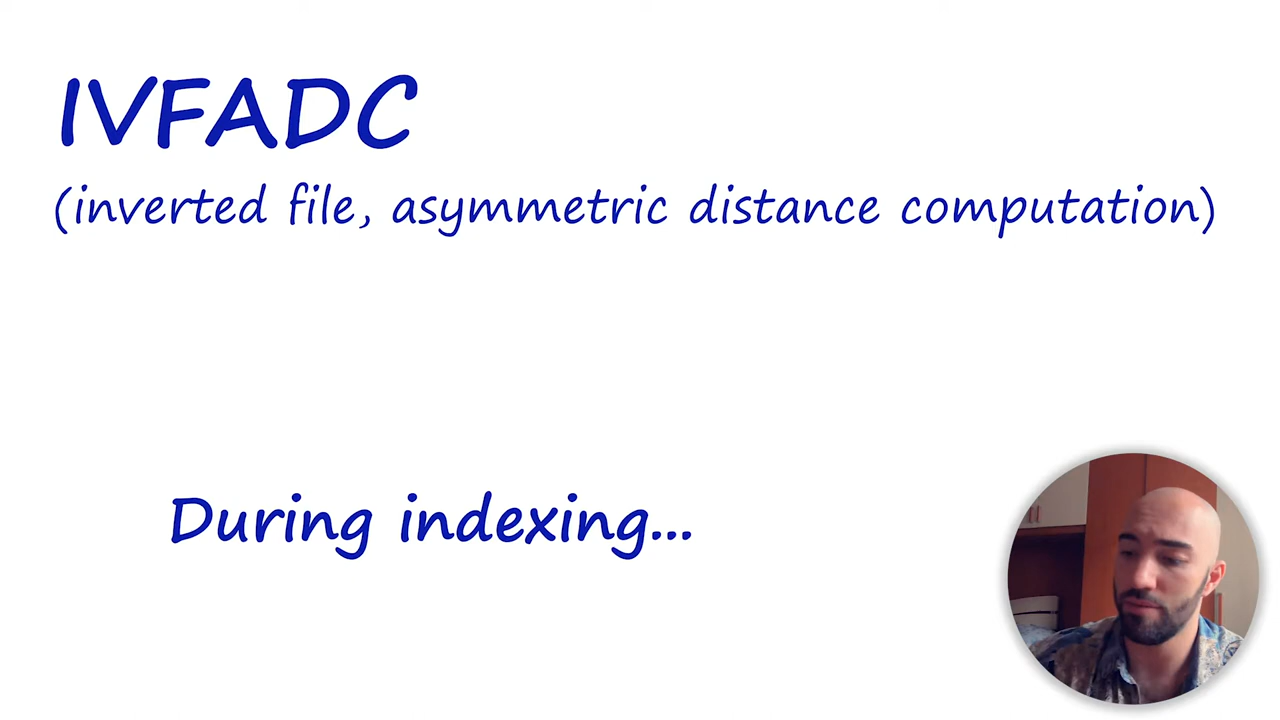 IVFADC
(inverted file, asymmetric distance computation)
During indexing...